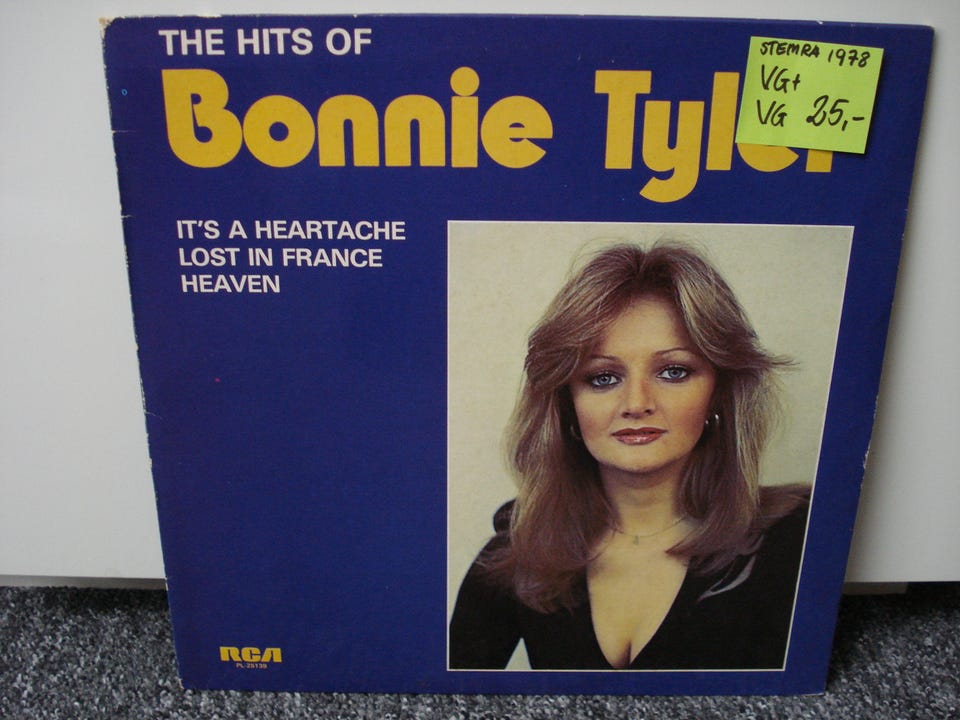 THE HITS OF
Bonnie Tyler
STEMRA 1978
VG+
VG 25,-
IT'S A HEARTACHE
LOST IN FRANCE
HEAVEN
RCA
PL-25139